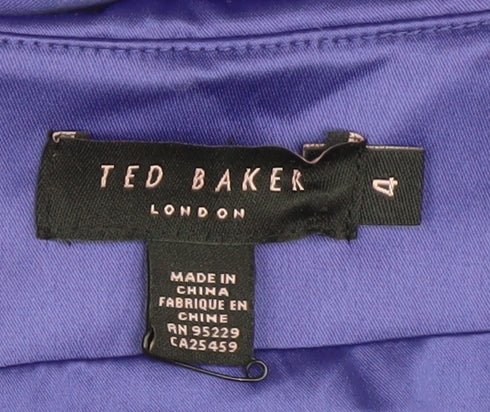 TED BAKER
LONDON
4
MADE IN
CHINA
FABRIQUE EN
CHINE
RN 95229
CA25459